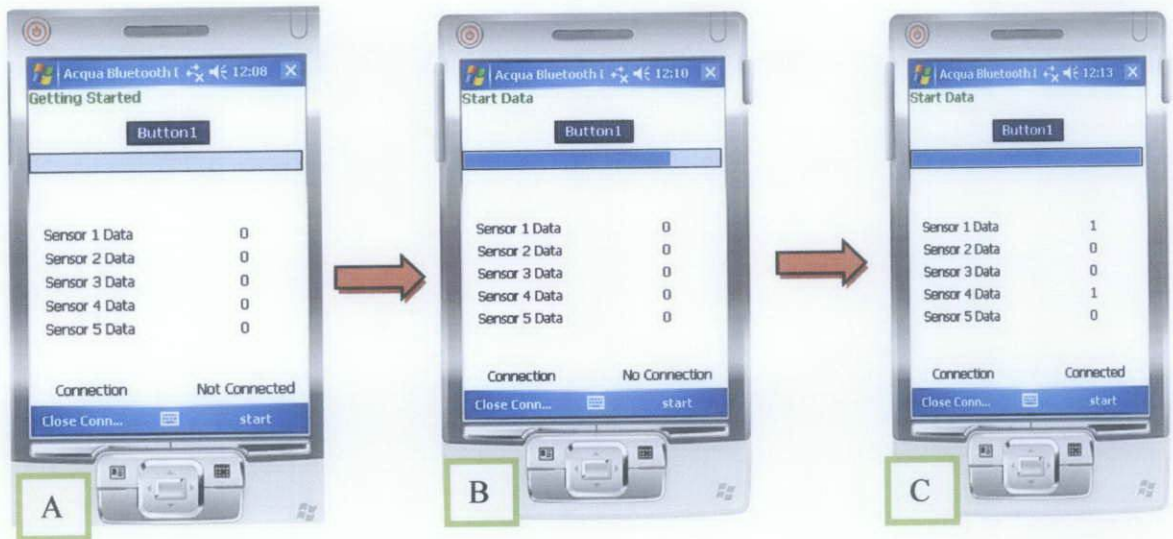 Acqua Bluetooth 12:08
Getting Started
Button1
Sensor 1 Data 0
Sensor 2 Data 0
Sensor 3 Data 0
Sensor 4 Data 0
Sensor 5 Data 0
Connection Not Connected
Close Conn... start
A
Acqua Bluetooth 12:10
Start Data
Button1
Sensor 1 Data 0
Sensor 2 Data 0
Sensor 3 Data 0
Sensor 4 Data 0
Sensor 5 Data 0
Connection No Connection
Close Conn... start
B
Acqua Bluetooth 12:13
Start Data
Button1
Sensor 1 Data 1
Sensor 2 Data 0
Sensor 3 Data 0
Sensor 4 Data 1
Sensor 5 Data 0
Connection Connected
Close Conn... start
C